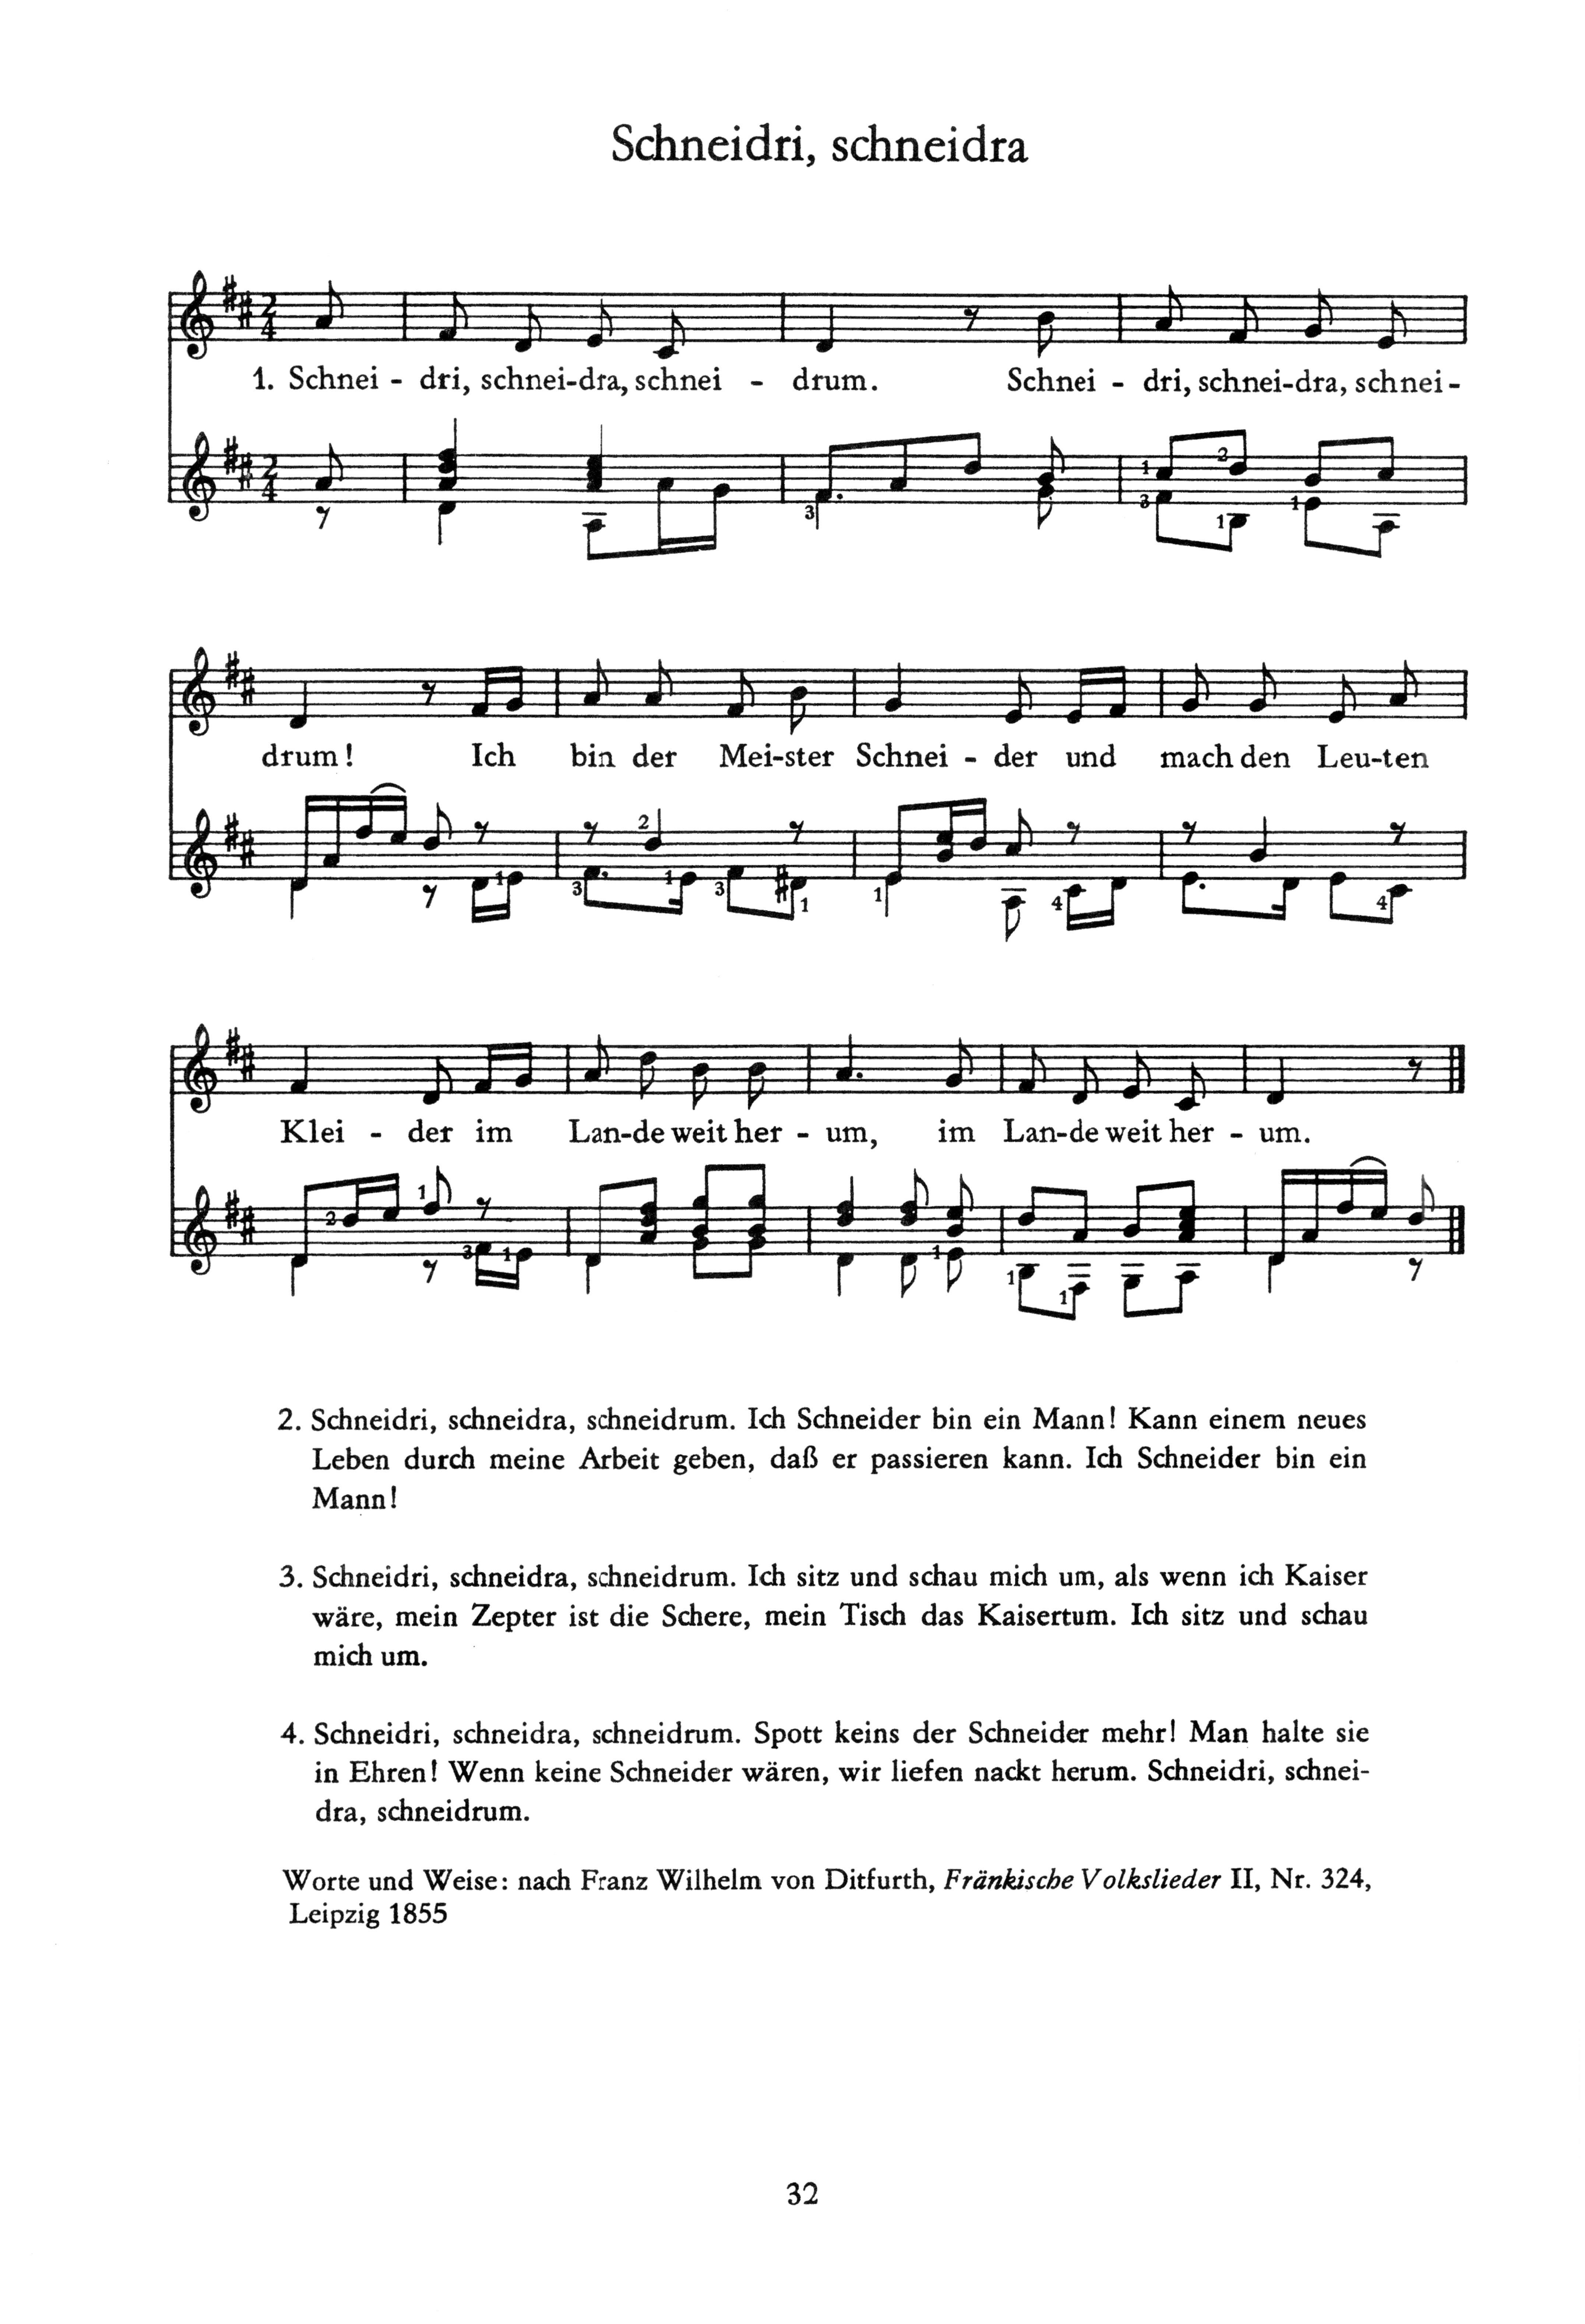 Schneidri, schneidra
1. Schnei - dri, schnei-dra, schnei - drum. Schnei - dri, schnei-dra, schnei-
drum! Ich bin der Mei-ster Schnei - der und mach den Leu-ten
Klei - der im Lan-de weit her - um, im Lan-de weit her - um.
2. Schneidri, schneidra, schneidrum. Ich Schneider bin ein Mann! Kann einem neues
Leben durch meine Arbeit geben, daß er passieren kann. Ich Schneider bin ein
Mann!
3. Schneidri, schneidra, schneidrum. Ich sitz und schau mich um, als wenn ich Kaiser
wäre, mein Zepter ist die Schere, mein Tisch das Kaisertum. Ich sitz und schau
mich um.
4. Schneidri, schneidra, schneidrum. Spott keins der Schneider mehr! Man halte sie
in Ehren! Wenn keine Schneider wären, wir liefen nackt herum. Schneidri, schnei-
dra, schneidrum.
Worte und Weise: nach Franz Wilhelm von Ditfurth, Fränkische Volkslieder II, Nr. 324,
Leipzig 1855
32